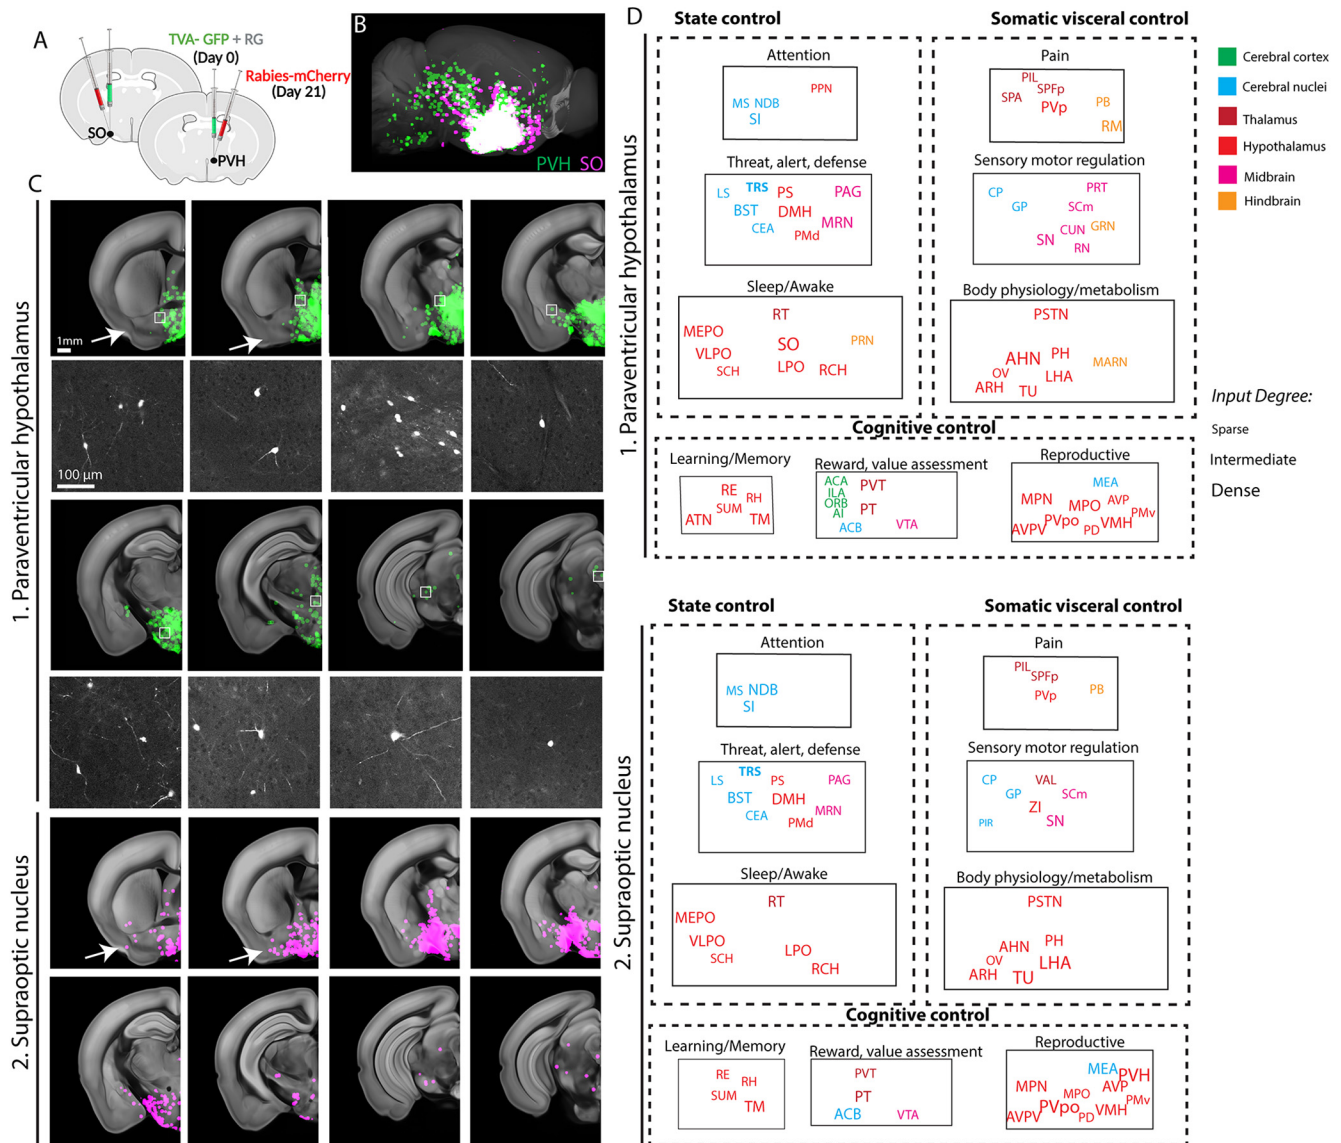 A
TVA- GFP + RG
(Day 0)
Rabies-mCherry
(Day 21)
SO
PVH
B
PVH SO
C
1. Paraventricular hypothalamus
1mm
100 µm
2. Supraoptic nucleus
D
1. Paraventricular hypothalamus
State control
Attention
PPN
MS NDB
SI
Threat, alert, defense
LS TRS PS PAG
BST DMH MRN
CEA PMd
Sleep/Awake
RT
MEPO
VLPO SO PRN
SCH LPO RCH
Somatic visceral control
Pain
PIL
SPA SPFp
PVp PB
RM
Sensory motor regulation
CP PRT
GP SCm
SN CUN GRN
RN
Body physiology/metabolism
PSTN
AHN PH MARN
OV LHA
ARH TU
Cognitive control
Learning/Memory
RE RH
SUM
ATN TM
Reward, value assessment
ACA PVT
ILA
ORB PT
AI
ACB VTA
Reproductive
MEA
MPN MPO AVP
PMv
AVPV PVpo PD VMH
Cerebral cortex
Cerebral nuclei
Thalamus
Hypothalamus
Midbrain
Hindbrain
Input Degree:
Sparse
Intermediate
Dense
2. Supraoptic nucleus
State control
Attention
MS NDB
SI
Threat, alert, defense
LS TRS PS PAG
BST DMH MRN
CEA PMd
Sleep/Awake
RT
MEPO
VLPO LPO
SCH RCH
Somatic visceral control
Pain
PIL
SPFp
PVp PB
Sensory motor regulation
CP VAL
GP SCm
ZI
PIR SN
Body physiology/metabolism
PSTN
AHN PH
OV LHA
ARH TU
Cognitive control
Learning/Memory
RE RH
SUM
TM
Reward, value assessment
PVT
PT
ACB VTA
Reproductive
MEA PVH
MPN MPO AVP
PMv
AVPV PVpo PD VMH